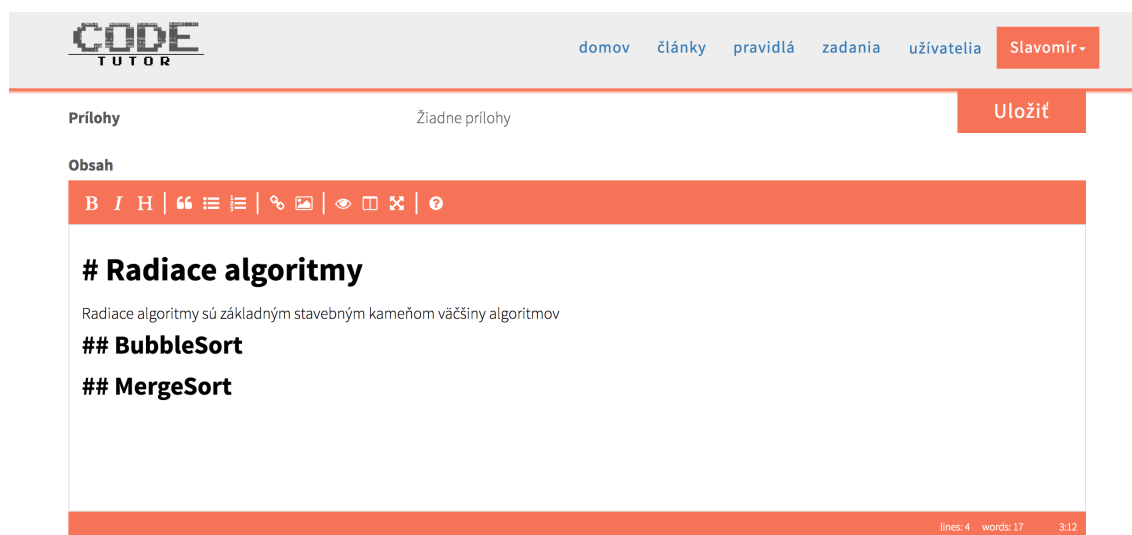 CODE
TUTOR
domov články pravidlá zadania užívatelia Slavomír
Prílohy Žiadne prílohy Uložiť
Obsah
B I H
# Radiace algoritmy
Radiace algoritmy sú základným stavebným kameňom väčšiny algoritmov
## BubbleSort
## MergeSort
lines: 4 words: 17 3:12